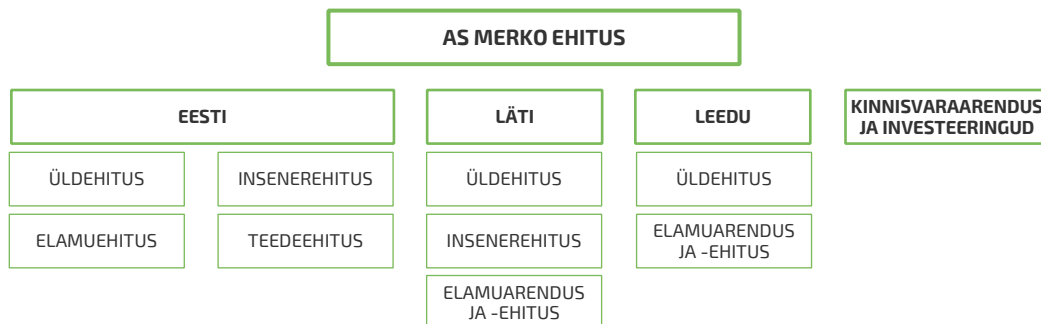 AS MERKO EHITUS
EESTI
LÄTI
LEEDU
KINNISVARAARENDUS
JA INVESTEERINGUD
ÜLDEHITUS
INSENEREHITUS
ÜLDEHITUS
ÜLDEHITUS
ELAMUEHITUS
TEEDEEHITUS
INSENEREHITUS
ELAMUARENDUS
JA -EHITUS
ELAMUARENDUS
JA -EHITUS